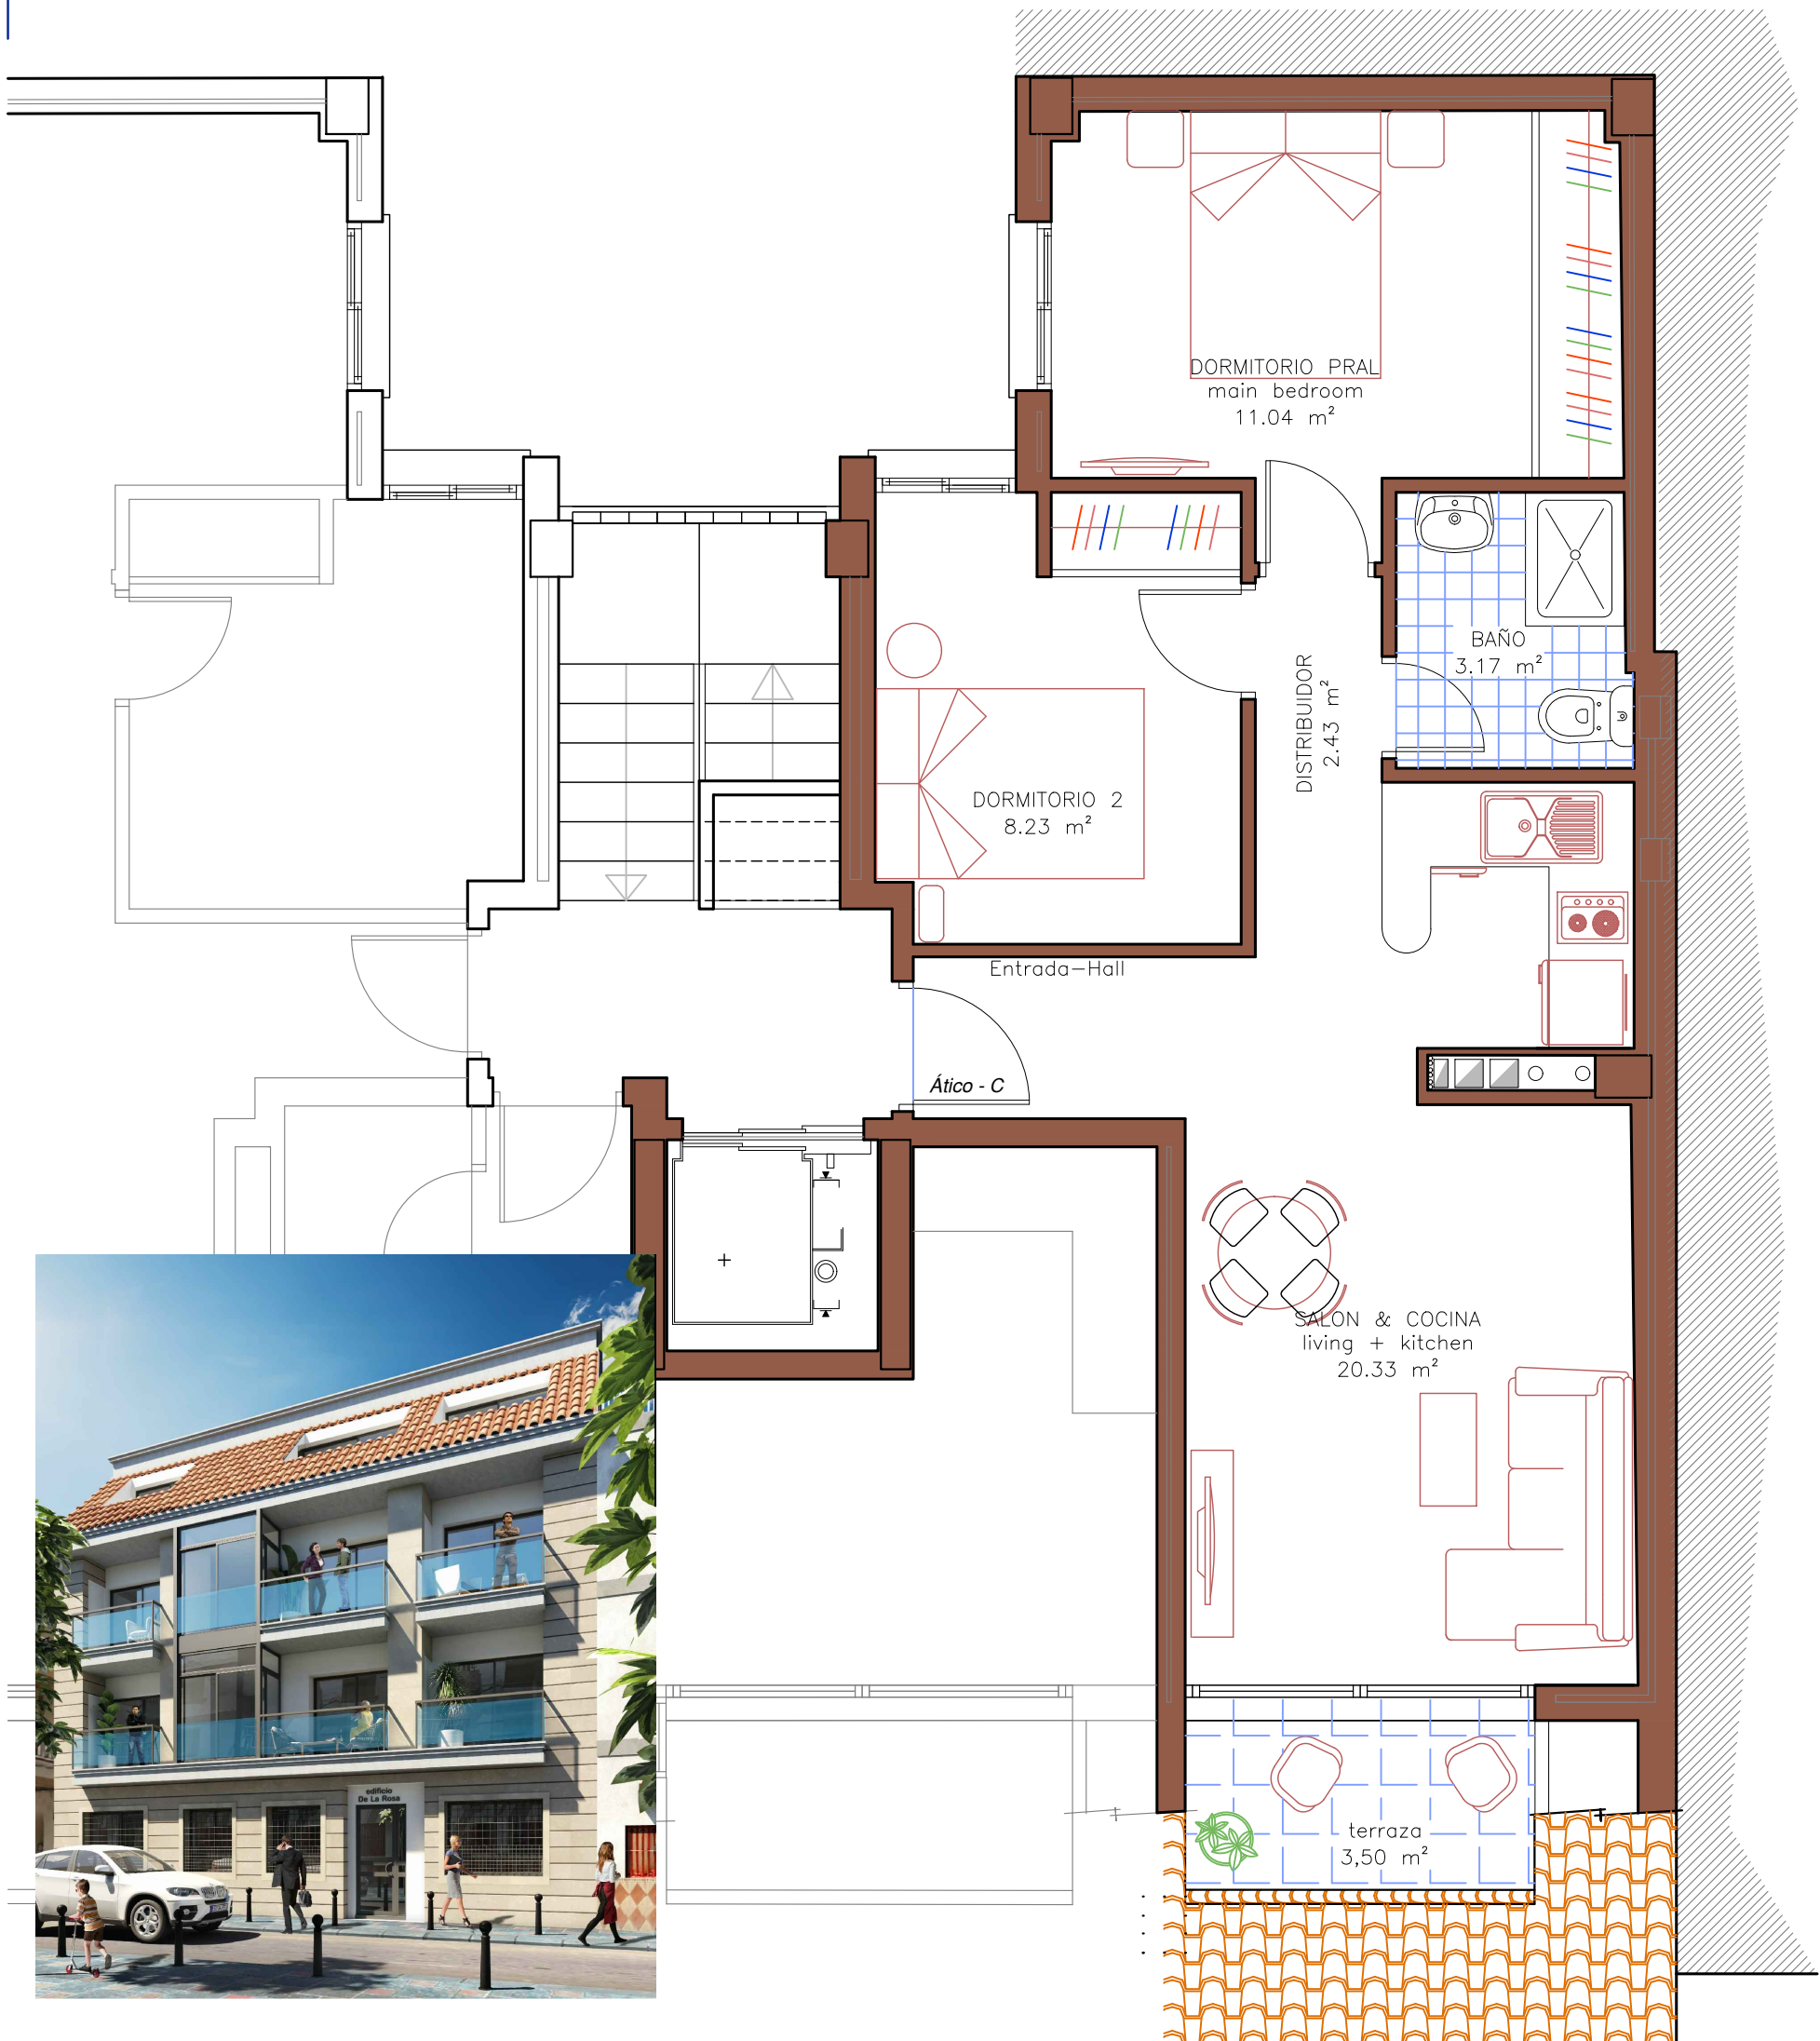 DORMITORIO PRAL
main bedroom
11.04 m²
BAÑO
3.17 m²
DISTRIBUIDOR
2.43 m²
DORMITORIO 2
8.23 m²
Entrada-Hall
Ático - C
SALON & COCINA
living + kitchen
20.33 m²
terraza
3,50 m²
edificio
De La Rosa